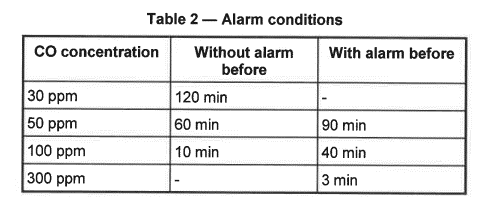 Table 2 — Alarm conditions
CO concentration Without alarm before With alarm before
30 ppm 120 min -
50 ppm 60 min 90 min
100 ppm 10 min 40 min
300 ppm - 3 min